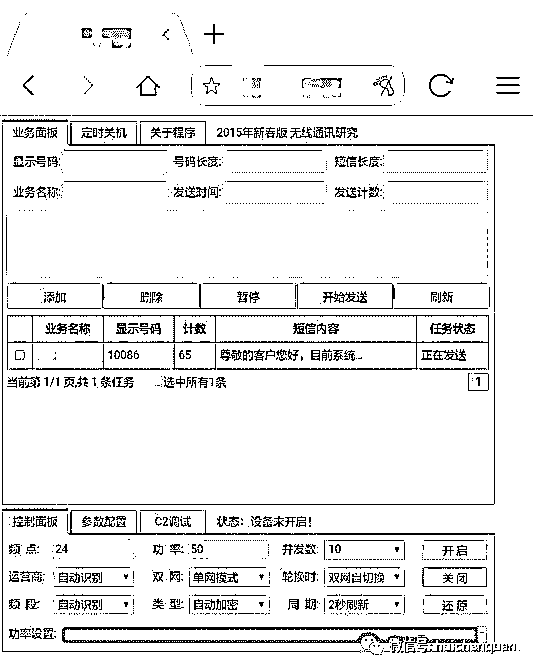 业务面板 定时关机 关于程序 2015年新春版 无线通讯研究
显示号码: 号码长度: 短信长度:
业务名称: 发送时间: 发送计数:
添加 删除 暂停 开始发送 刷新
业务名称 显示号码 计数 短信内容 任务状态
10086 65 尊敬的客户您好，目前系统... 正在发送
当前第 1/1 页,共 1 条任务 选中所有1条 1
控制面板 参数配置 C2调试 状态：设备未开启！
频 点: 24 功 率: 50 并发数: 10 开启
运营商: 自动识别 双 网: 单网模式 轮换时: 双网自切换 关 闭
频 段: 自动识别 类 型: 自动加密 周 期: 2秒刷新 还 原
功率设置:
微信号: huichanquan